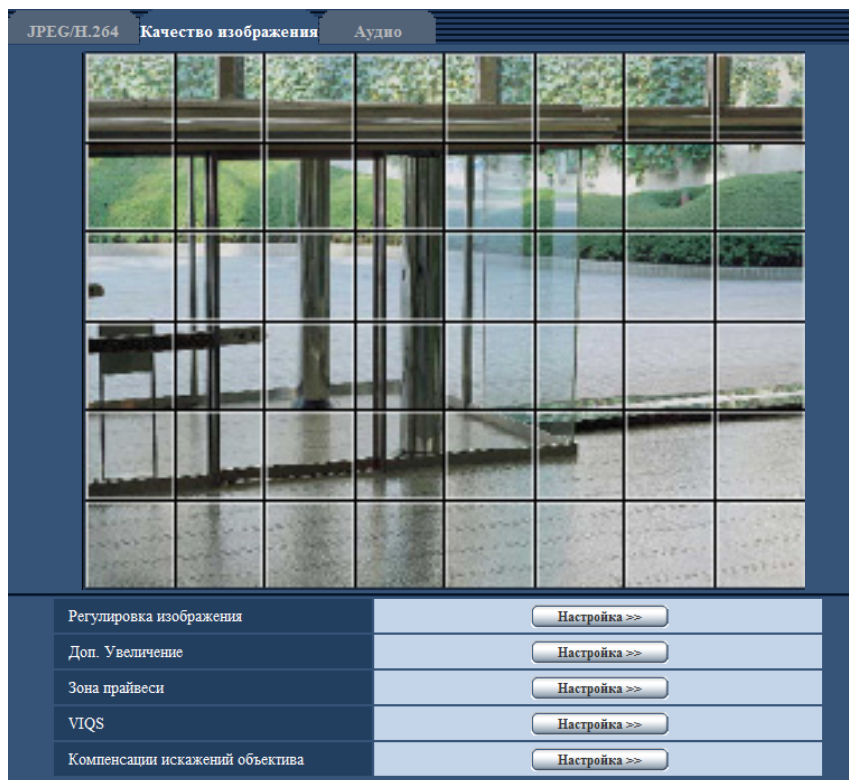 JPEG/H.264 Качество изображения Аудио
Регулировка изображения Настройка >>
Доп. Увеличение Настройка >>
Зона прайвеси Настройка >>
VIQS Настройка >>
Компенсации искажений объектива Настройка >>